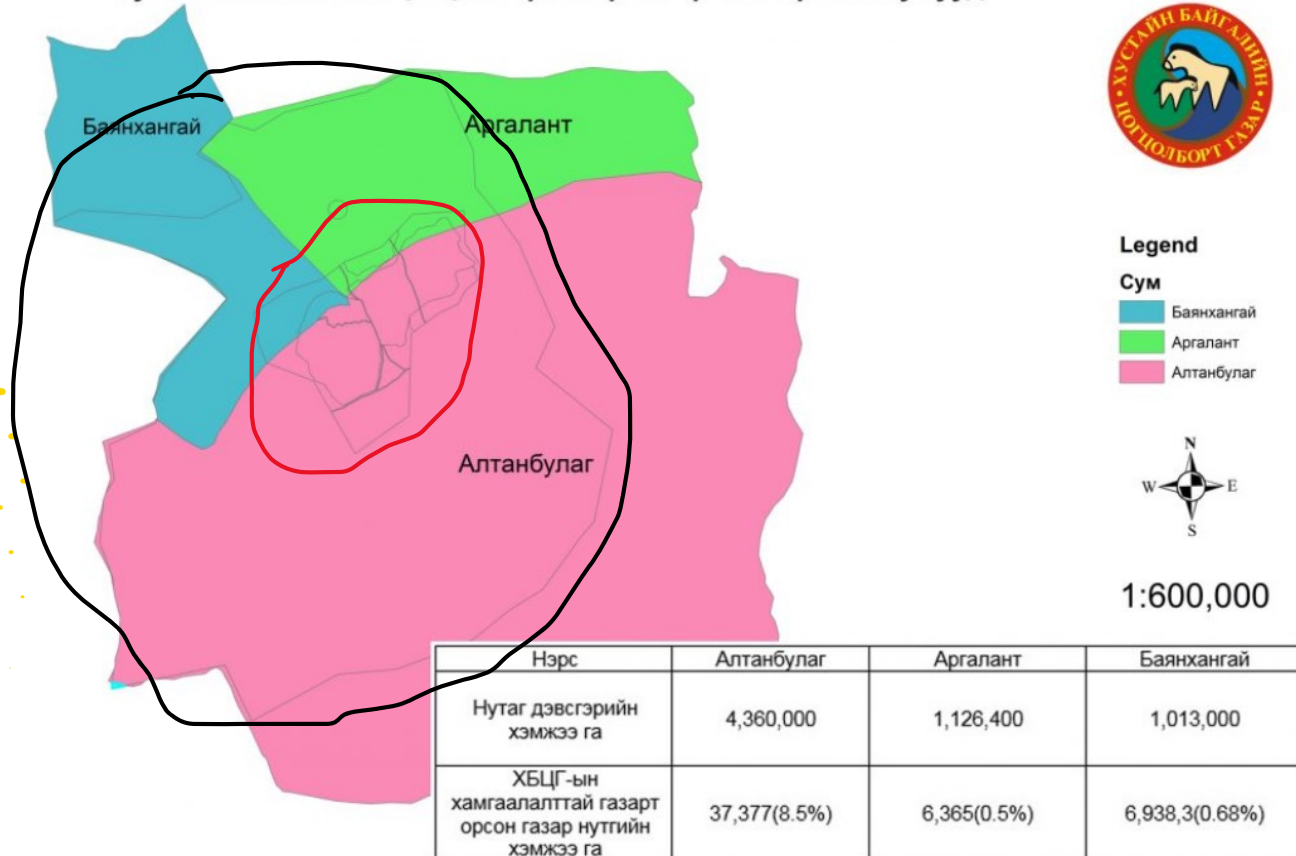 Баянхангай
Аргалант
Алтанбулаг
ХУСТАЙН БАЙГАЛИЙН
ЦОГЦОЛБОРТ ГАЗАР
Legend
Сум
Баянхангай
Аргалант
Алтанбулаг
N
W E
S
1:600,000
Нэрс Алтанбулаг Аргалант Баянхангай
Нутаг дэвсгэрийн
хэмжээ га
4,360,000 1,126,400 1,013,000
ХБЦГ-ын
хамгаалалттай газарт
орсон газар нутгийн
хэмжээ га
37,377(8.5%) 6,365(0.5%) 6,938,3(0.68%)